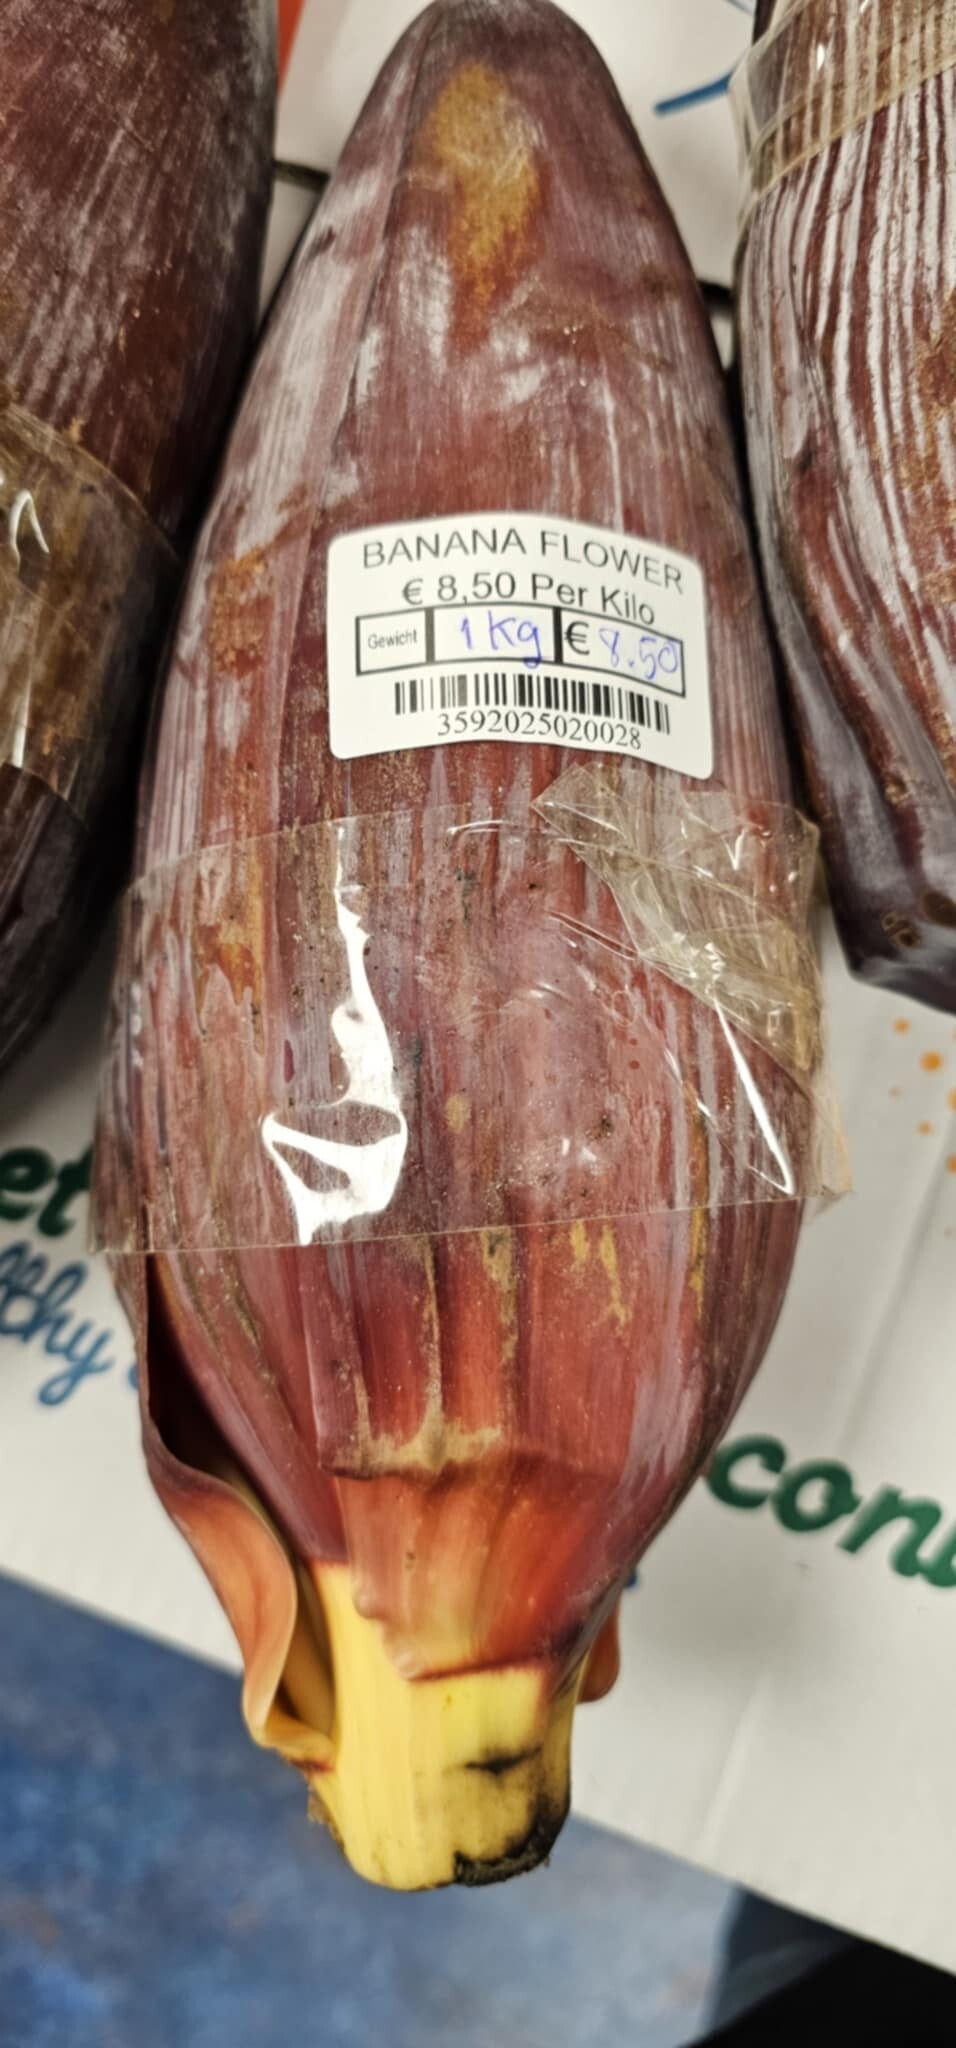 BANANA FLOWER
€ 8,50 Per Kilo
Gewicht 1 Kg € 8.50
3592025020028